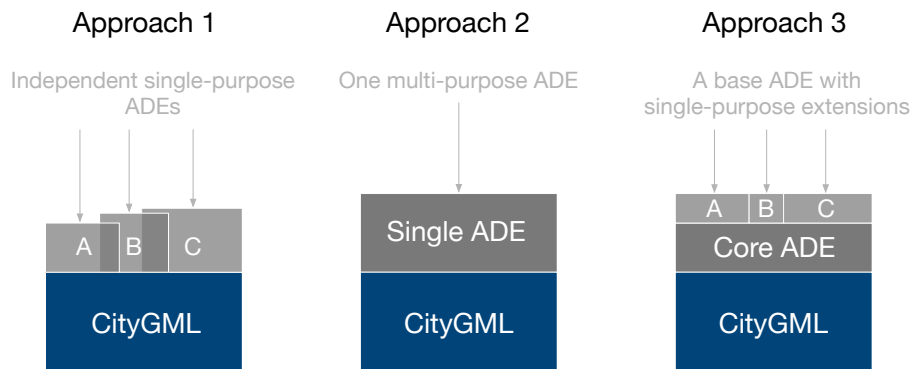 Approach 1
Approach 2
Approach 3
Independent single-purpose
ADEs
One multi-purpose ADE
A base ADE with
single-purpose extensions
A
B
C
Single ADE
A
B
C
Core ADE
CityGML
CityGML
CityGML